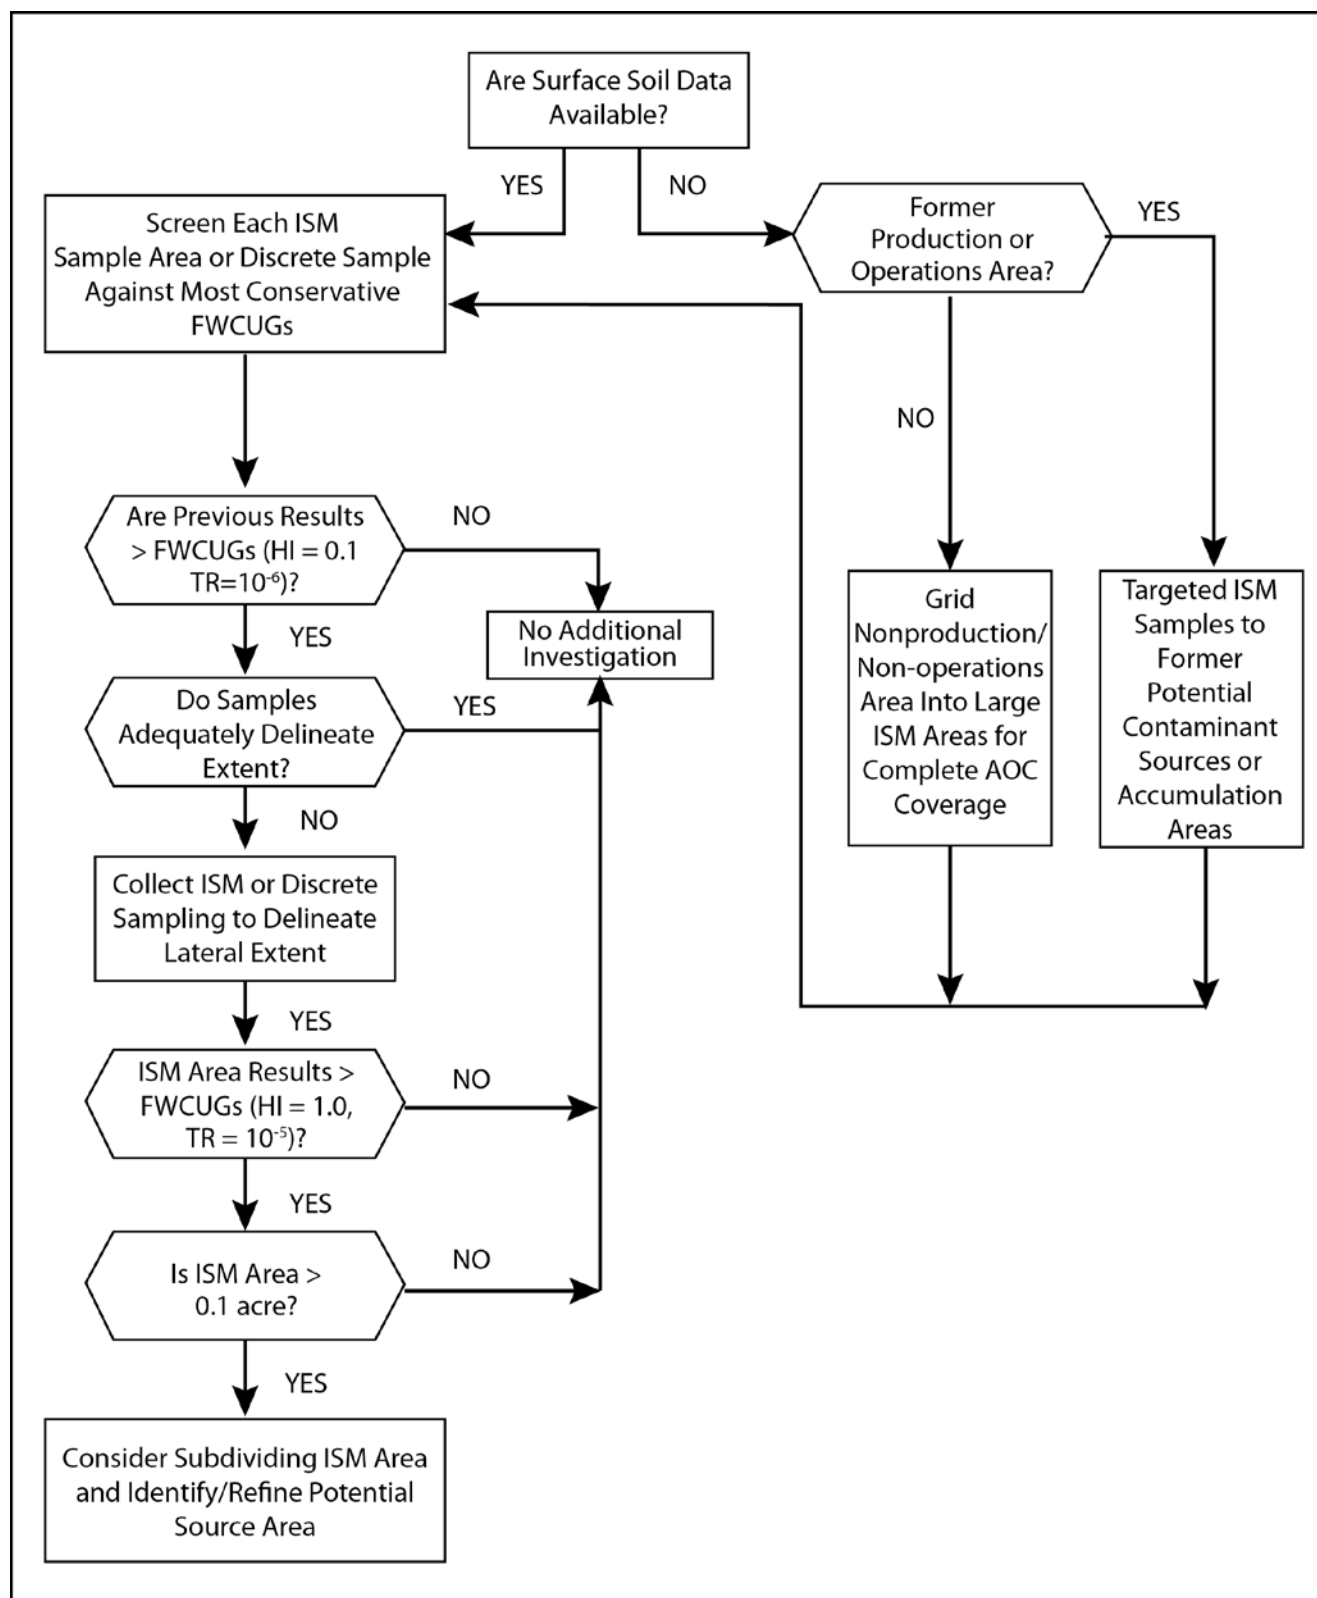 Are Surface Soil Data
Available?
YES
NO
Screen Each ISM
Sample Area or Discrete Sample
Against Most Conservative
FWCUGs
Former
Production or
Operations Area?
YES
NO
Are Previous Results
> FWCUGs (HI = 0.1
TR=10⁻⁶)?
NO
YES
No Additional
Investigation
Grid
Nonproduction/
Non-operations
Area Into Large
ISM Areas for
Complete AOC
Coverage
Targeted ISM
Samples to
Former
Potential
Contaminant
Sources or
Accumulation
Areas
Do Samples
Adequately Delineate
Extent?
YES
NO
Collect ISM or Discrete
Sampling to Delineate
Lateral Extent
YES
ISM Area Results >
FWCUGs (HI = 1.0,
TR = 10⁻⁵)?
NO
YES
Is ISM Area >
0.1 acre?
NO
YES
Consider Subdividing ISM Area
and Identify/Refine Potential
Source Area